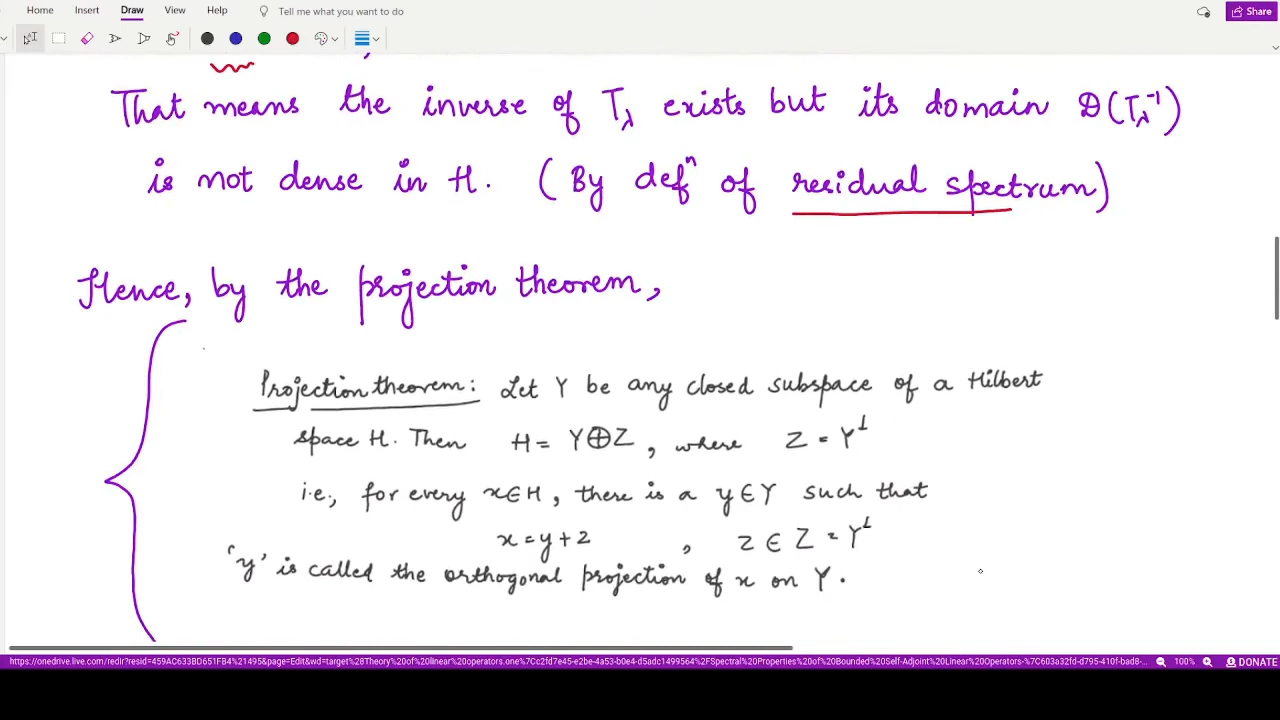 Home Insert Draw View Help Tell me what you want to do Share
That means the inverse of Tλ exists but its domain D(Tλ⁻¹)
is not dense in H. (By defⁿ of residual spectrum)
Hence, by the projection theorem,
Projection theorem: Let Y be any closed subspace of a Hilbert
space H. Then H = Y⊕Z, where Z = Y⊥
i.e., for every x∈H, there is a y∈Y such that
x = y + z , z ∈ Z = Y⊥
'y' is called the orthogonal projection of x on Y.
100% DONATE